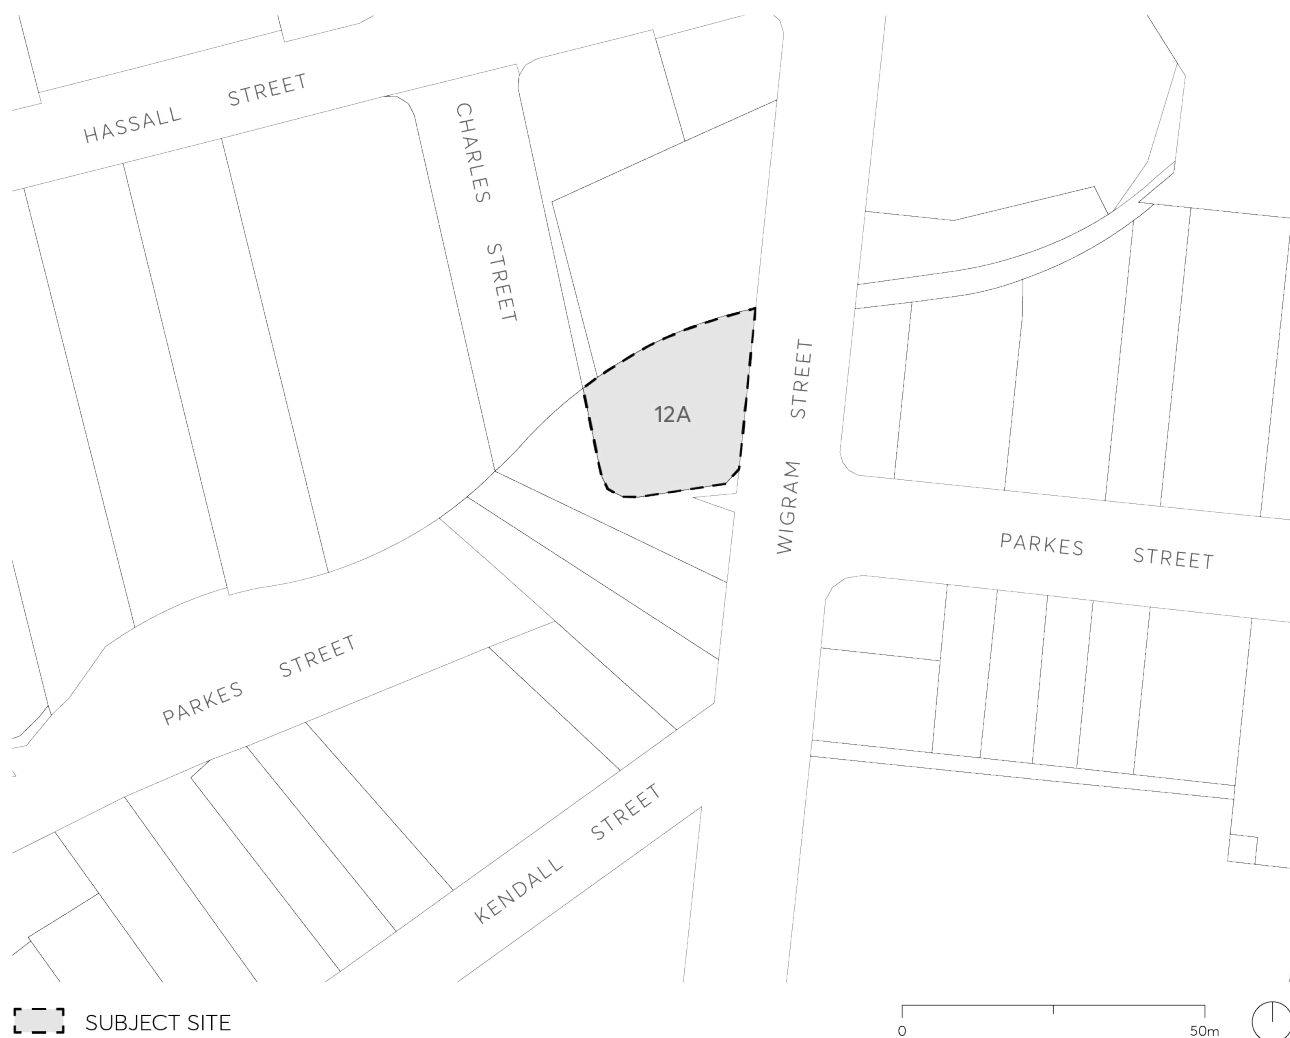 HASSALL STREET
CHARLES STREET
12A
WIGRAM STREET
PARKES STREET
PARKES STREET
KENDALL STREET
SUBJECT SITE
0 50m